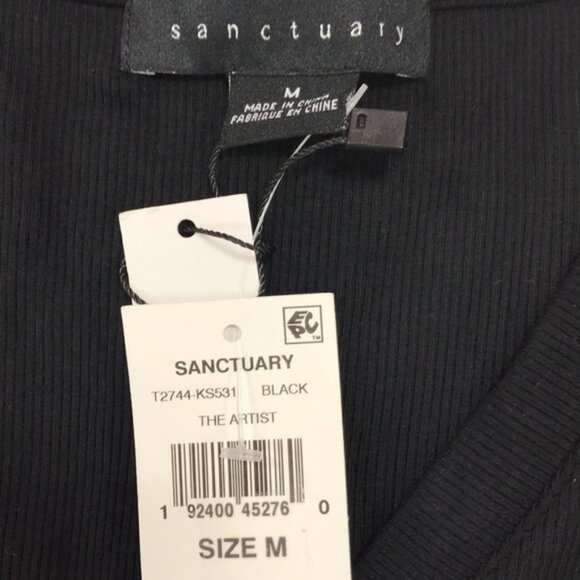 sanctuary
M
MADE IN CHINA
FABRIQUE EN CHINE
EPC TM
SANCTUARY
T2744-KS531 BLACK
THE ARTIST
1 92400 45276 0
SIZE M